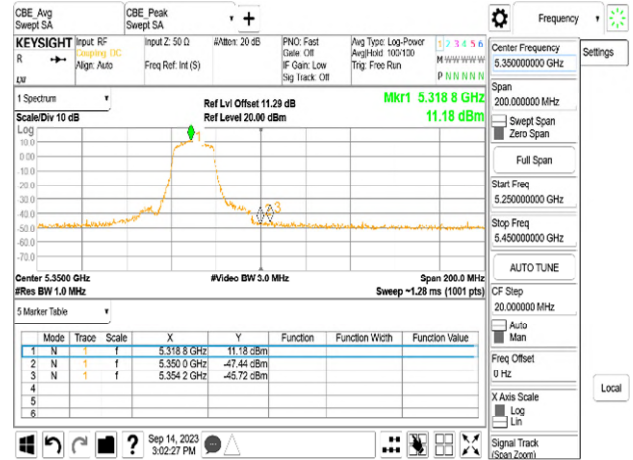 CBE_Avg
Swept SA
CBE_Peak
Swept SA
+
Frequency
KEYSIGHT
R
Input: RF
Coupling: DC
Align: Auto
Input Z: 50 Ω
Freq Ref: Int (S)
#Atten: 20 dB
PNO: Fast
Gate: Off
IF Gain: Low
Sig Track: Off
Avg Type: Log-Power
Avg|Hold: 100/100
Trig: Free Run
1 2 3 4 5 6
M W W W W W
P N N N N N
1 Spectrum
Scale/Div 10 dB
Ref Lvl Offset 11.29 dB
Ref Level 20.00 dBm
Mkr1 5.318 8 GHz
11.18 dBm
Log
10.0
0.00
-10.0
-20.0
-30.0
-40.0
-50.0
-60.0
-70.0
1
3
Center 5.3500 GHz
#Video BW 3.0 MHz
Span 200.0 MHz
#Res BW 1.0 MHz
Sweep ~1.28 ms (1001 pts)
5 Marker Table
Mode Trace Scale X Y Function Function Width Function Value
1 N 1 f 5.318 8 GHz 11.18 dBm
2 N 1 f 5.350 0 GHz -47.44 dBm
3 N 1 f 5.354 2 GHz -45.72 dBm
4
5
6
?
Sep 14, 2023
3:02:27 PM
Center Frequency
5.350000000 GHz
Span
200.000000 MHz
Swept Span
Zero Span
Full Span
Start Freq
5.250000000 GHz
Stop Freq
5.450000000 GHz
AUTO TUNE
CF Step
20.000000 MHz
Auto
Man
Freq Offset
0 Hz
X Axis Scale
Log
Lin
Signal Track
(Span Zoom)
Settings
Local